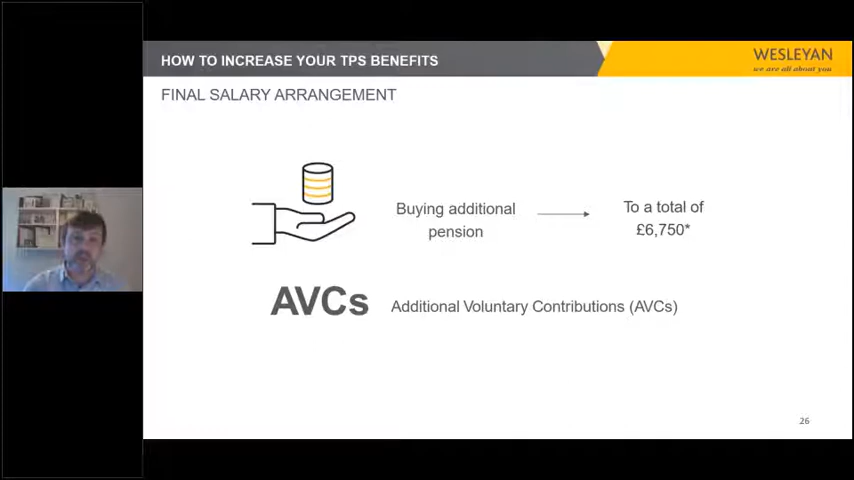 HOW TO INCREASE YOUR TPS BENEFITS
WESLEYAN
we are all about you
FINAL SALARY ARRANGEMENT
Buying additional
pension
To a total of
£6,750*
AVCs
Additional Voluntary Contributions (AVCs)
26